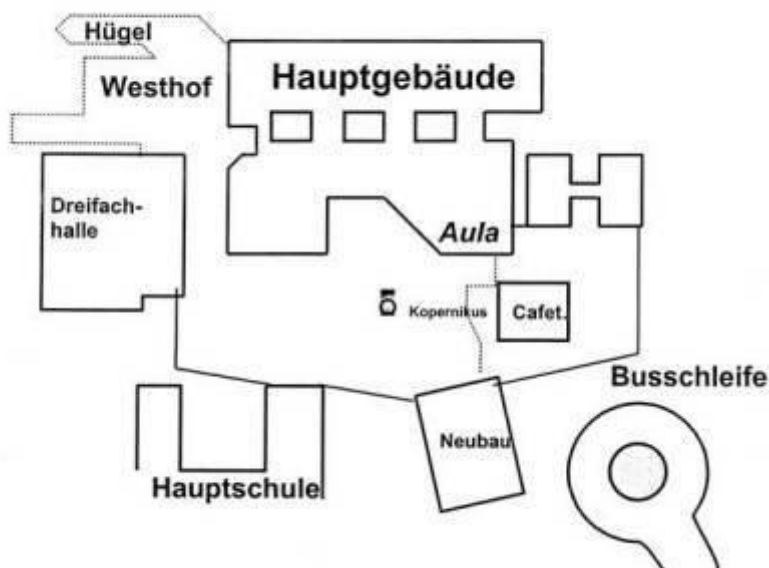 Hügel
Westhof
Hauptgebäude
Dreifach-
halle
Aula
Kopernikus
Cafet.
Busschleife
Neubau
Hauptschule